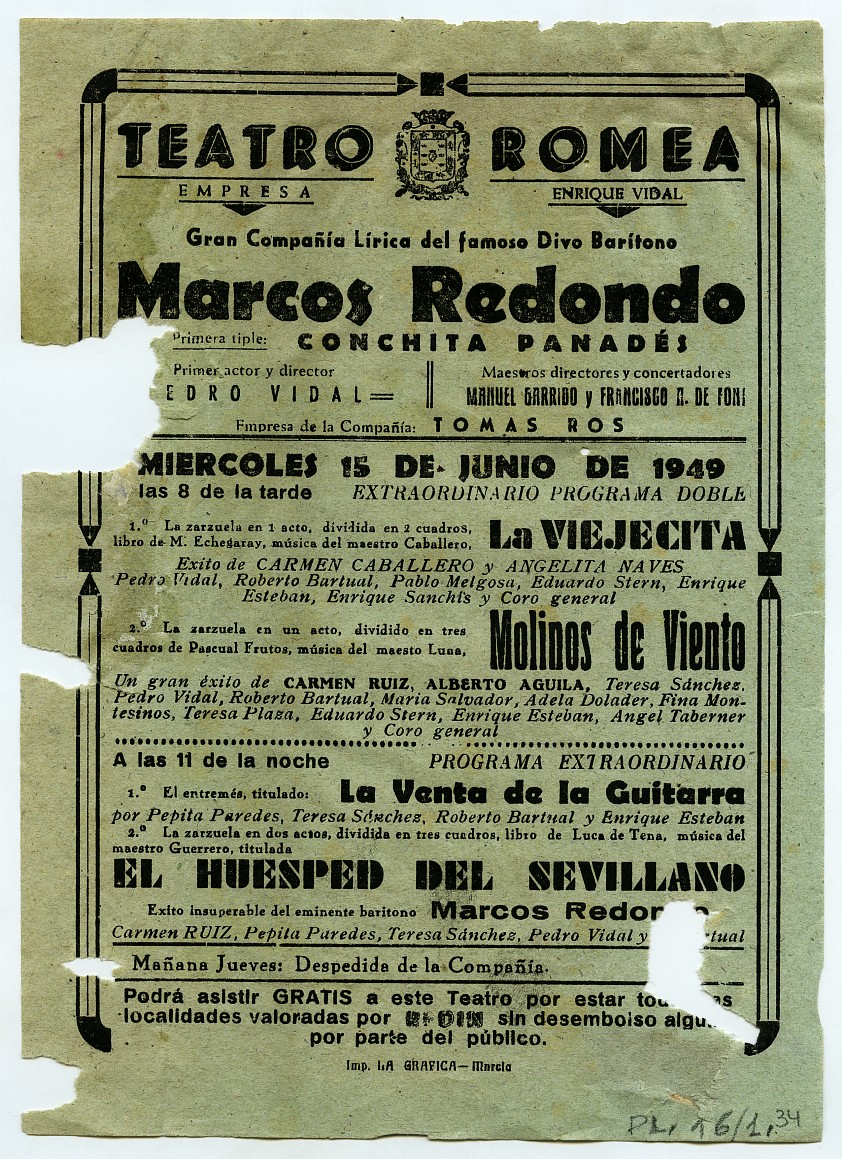 TEATRO ROMEA
EMPRESA ENRIQUE VIDAL
Gran Compañía Lírica del famoso Divo Barítono
Marcos Redondo
Primera tiple: CONCHITA PANADÉS
Primer actor y director
EDRO VIDAL
Maestros directores y concertadores
MANUEL GARRIDO y FRANCISCO DE
Empresa de la Compañía: TOMAS ROS
MIERCOLES 15 DE JUNIO DE 1949
las 8 de la tarde EXTRAORDINARIO PROGRAMA DOBLE
1.º La zarzuela en 1 acto, dividida en 2 cuadros,
libro de M. Echegaray, música del maestro Caballero,
La VIEJECITA
Exito de CARMEN CABALLERO y ANGELITA NAVES
Pedro Vidal, Roberto Bartual, Pablo Melgosa, Eduardo Stern, Enrique
Esteban, Enrique Sanchis y Coro general
2.º La zarzuela en un acto, dividido en tres
cuadros de Pascual Frutos, música del maesto Luna,
Molinos de Viento
Un gran éxito de CARMEN RUIZ, ALBERTO AGUILA, Teresa Sánchez,
Pedro Vidal, Roberto Bartual, Maria Salvador, Adela Dolader, Fina Mon-
tesinos, Teresa Plaza, Eduardo Stern, Enrique Esteban, Angel Taberner
y Coro general
A las 11 de la noche PROGRAMA EXTRAORDINARIO
1.º El entremés, titulado: La Venta de la Guitarra
por Pepita Paredes, Teresa Sánchez, Roberto Bartual y Enrique Esteban
2.º La zarzuela en dos actos, dividida en tres cuadros, libro de Luca de Tena, música del
maestro Guerrero, titulada
EL HUESPED DEL SEVILLANO
Exito insuperable del eminente baritono Marcos Redondo
Carmen RUIZ, Pepita Paredes, Teresa Sánchez, Pedro Vidal y tual
Mañana Jueves: Despedida de la Compañía.
Podrá asistir GRATIS a este Teatro por estar
localidades valoradas por sin desembolso
por parte del público.
Imp. LA GRAFICA—Murcia
PL. 16/1, 34